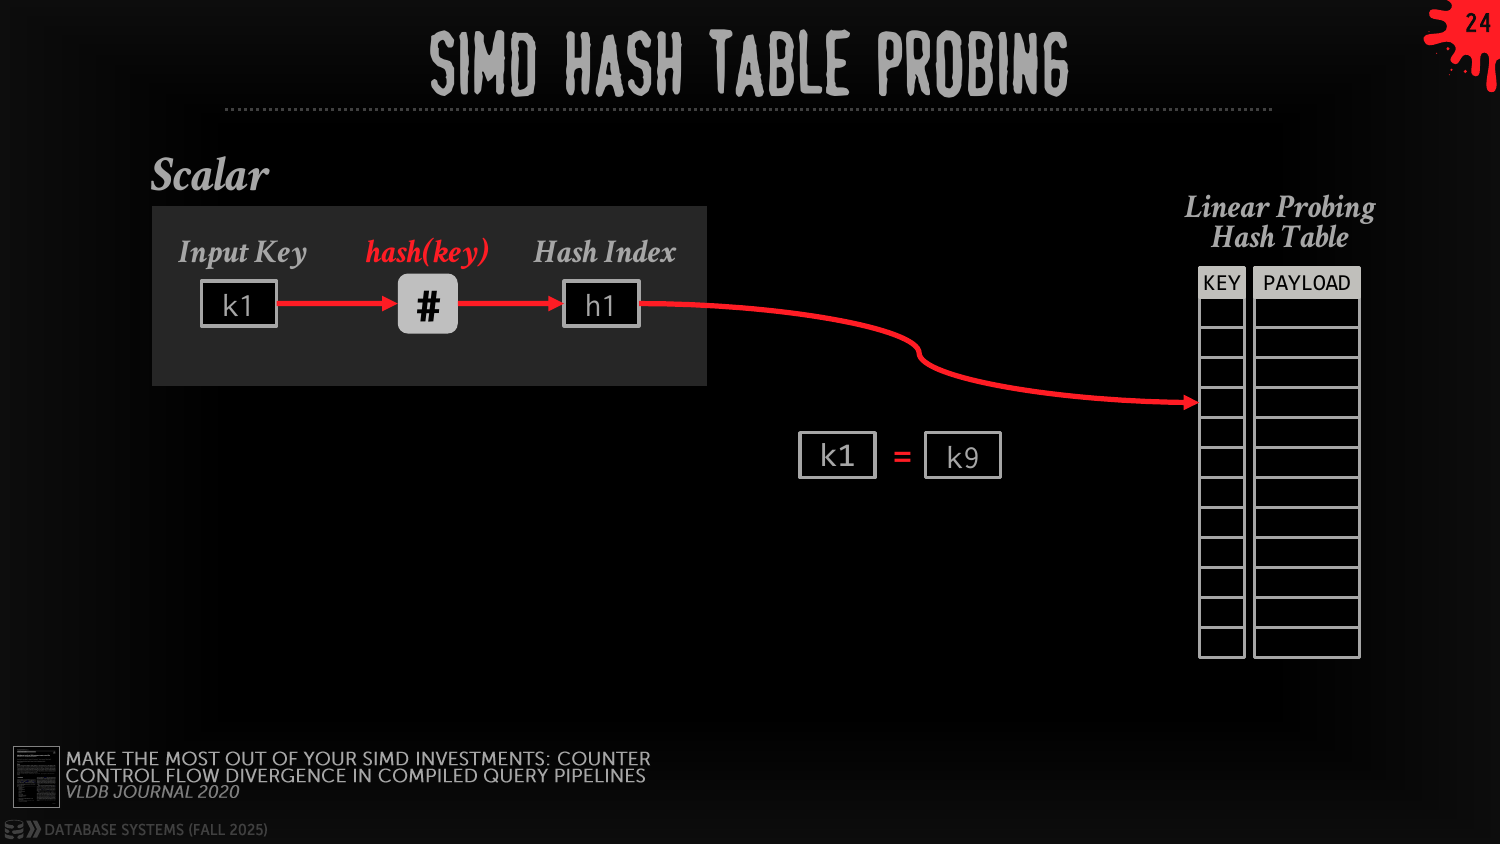 SIMD HASH TABLE PROBING
24
Scalar
Input Key
hash(key)
Hash Index
k1
#
h1
Linear Probing
Hash Table
KEY
PAYLOAD
k1 = k9
MAKE THE MOST OUT OF YOUR SIMD INVESTMENTS: COUNTER
CONTROL FLOW DIVERGENCE IN COMPILED QUERY PIPELINES
VLDB JOURNAL 2020
DATABASE SYSTEMS (FALL 2025)